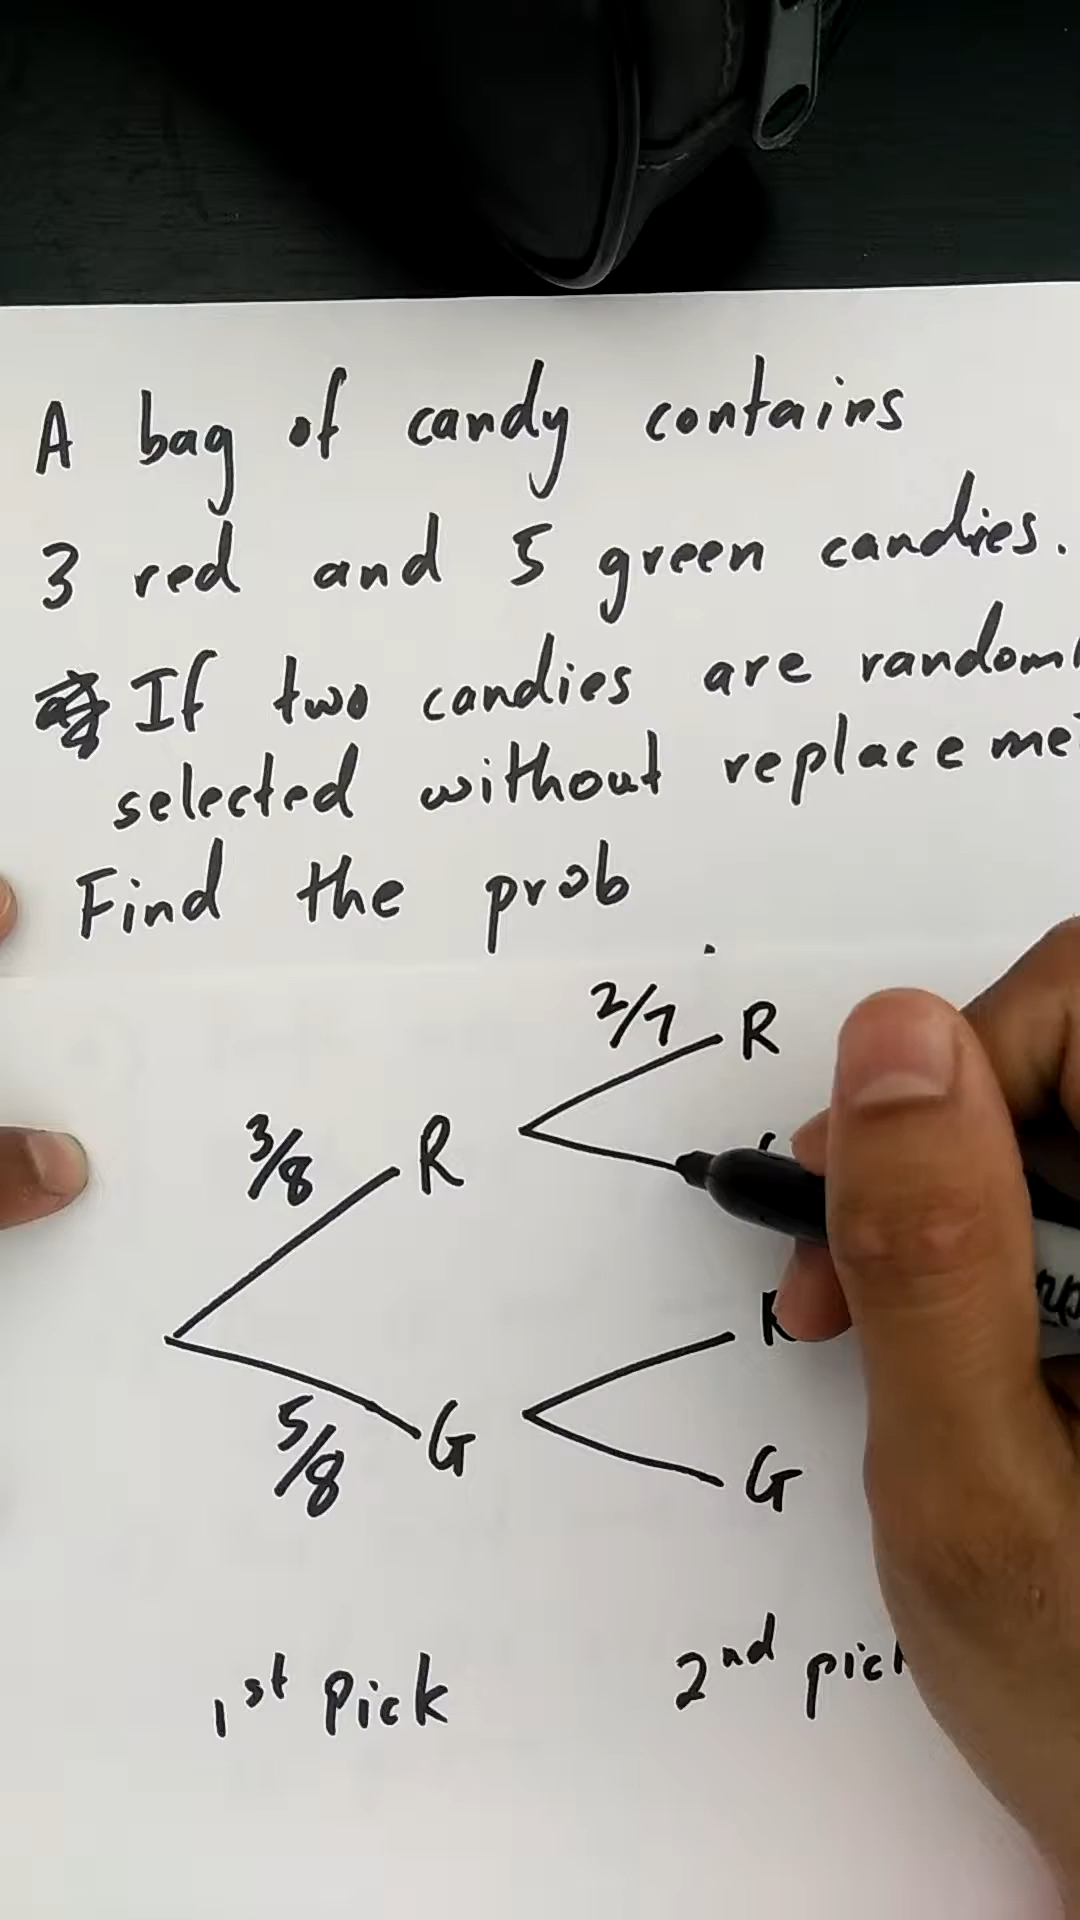 A bag of candy contains
3 red and 5 green candies.
If two candies are random
selected without replaceme
Find the prob
2/7 R
3/8 R
R
5/8 G
G
1st pick 2nd pick